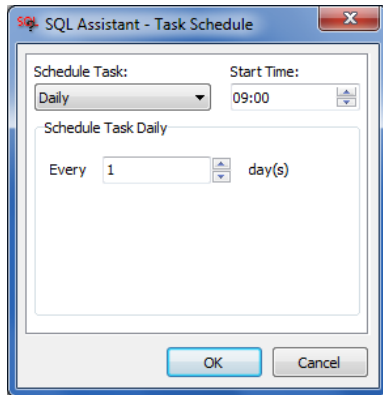 SQL SQL Assistant - Task Schedule
Schedule Task: Start Time:
Daily 09:00
Schedule Task Daily
Every 1 day(s)
OK Cancel